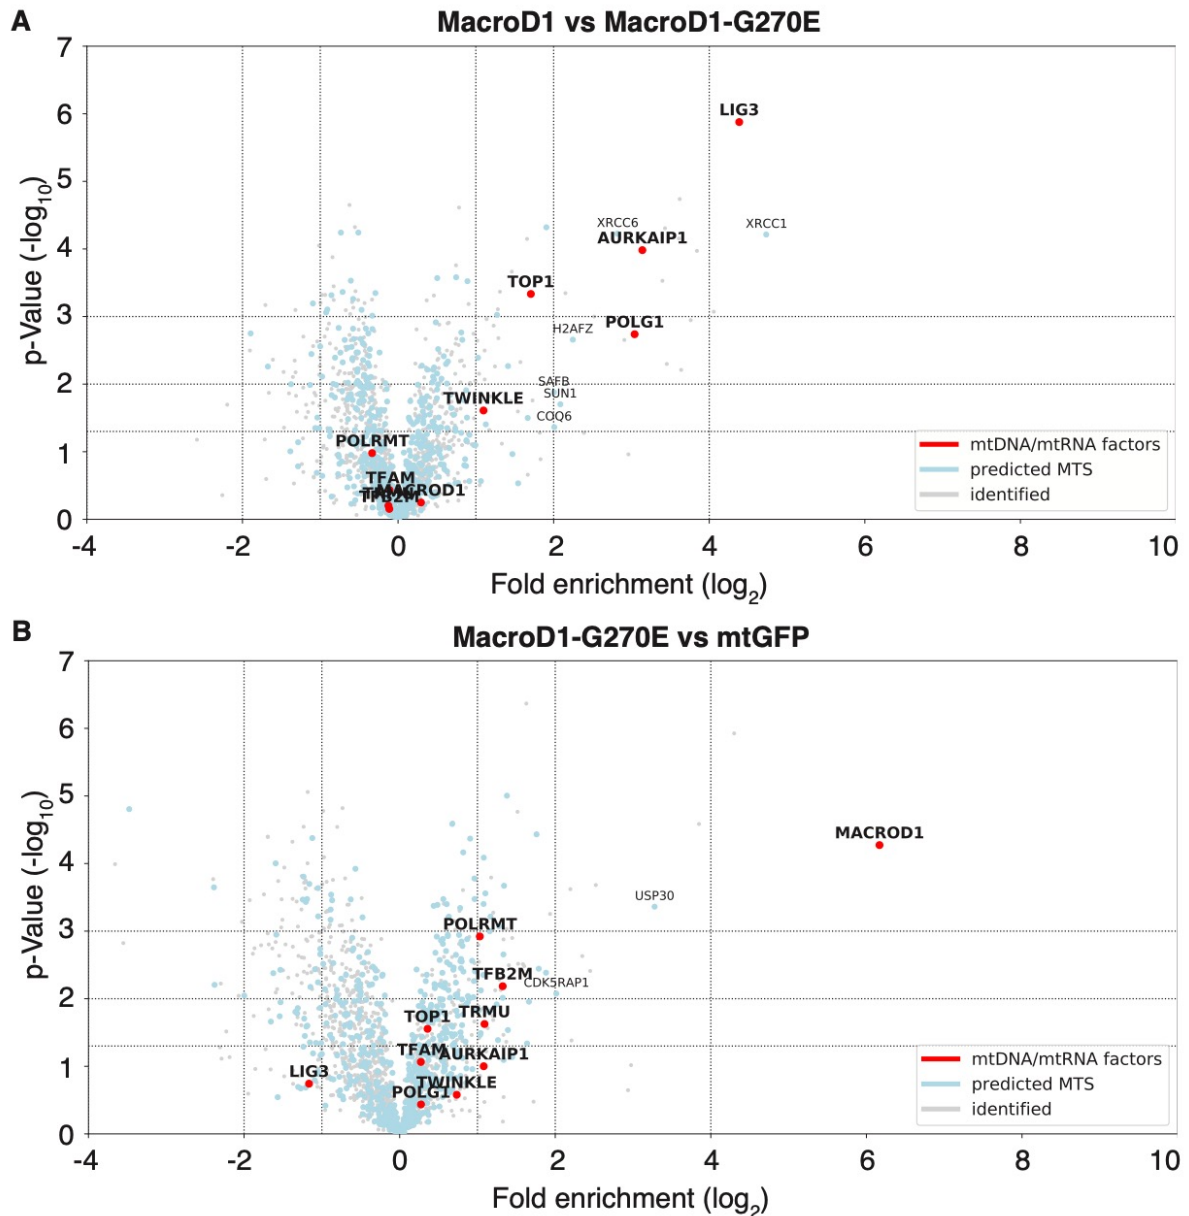 A
MacroD1 vs MacroD1-G270E
7
LIG3
6
5
XRCC6
XRCC1
AURKAIP1
4
TOP1
POLG1
3
H2AFZ
SAFB
2
SUN1
TWINKLE
COQ6
POLRMT
1
TFAM
MACROD1
TFB2M
0
p-Value (-log10)
mtDNA/mtRNA factors
predicted MTS
identified
-4 -2 0 2 4 6 8 10
Fold enrichment (log2)
B
MacroD1-G270E vs mtGFP
7
6
5
MACROD1
4
USP30
POLRMT
3
TFB2M
CDK5RAP1
2
TOP1
TRMU
TFAM
AURKAIP1
1
LIG3
TWINKLE
POLG1
0
p-Value (-log10)
mtDNA/mtRNA factors
predicted MTS
identified
-4 -2 0 2 4 6 8 10
Fold enrichment (log2)